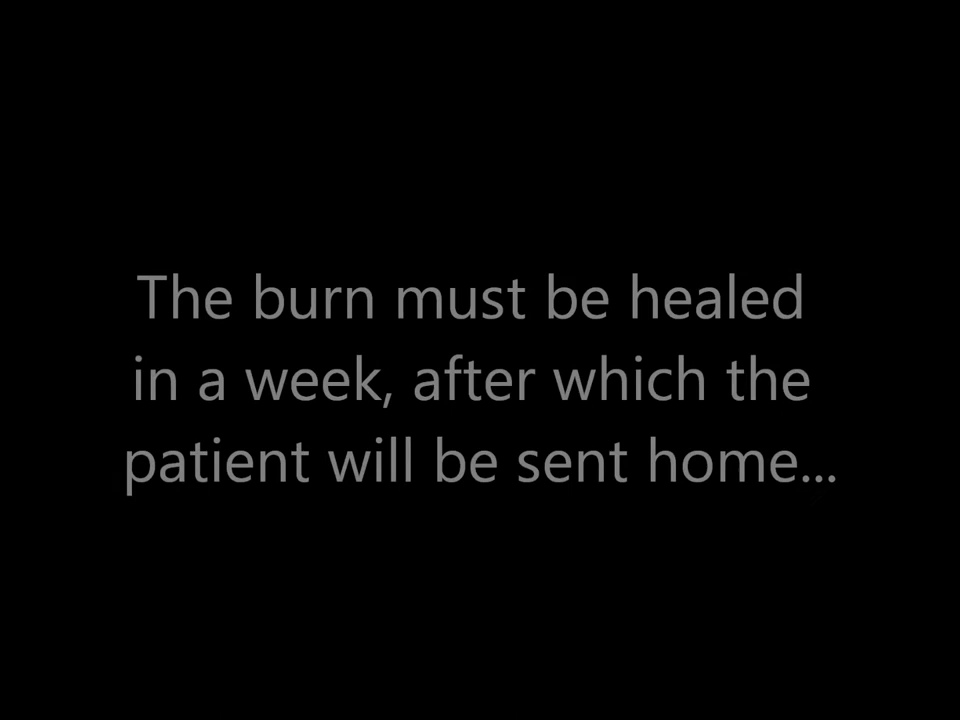 The burn must be healed
in a week, after which the
patient will be sent home...